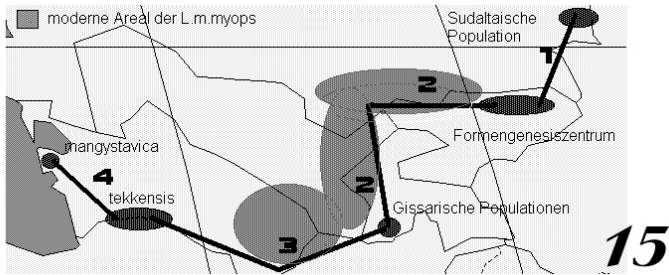 moderne Areal der L.m.myops
Sudaltaische
Population
1
2
Formengenesiszentrum
mangystavica
4
tekkensis
2
Gissarische Populationen
3
15